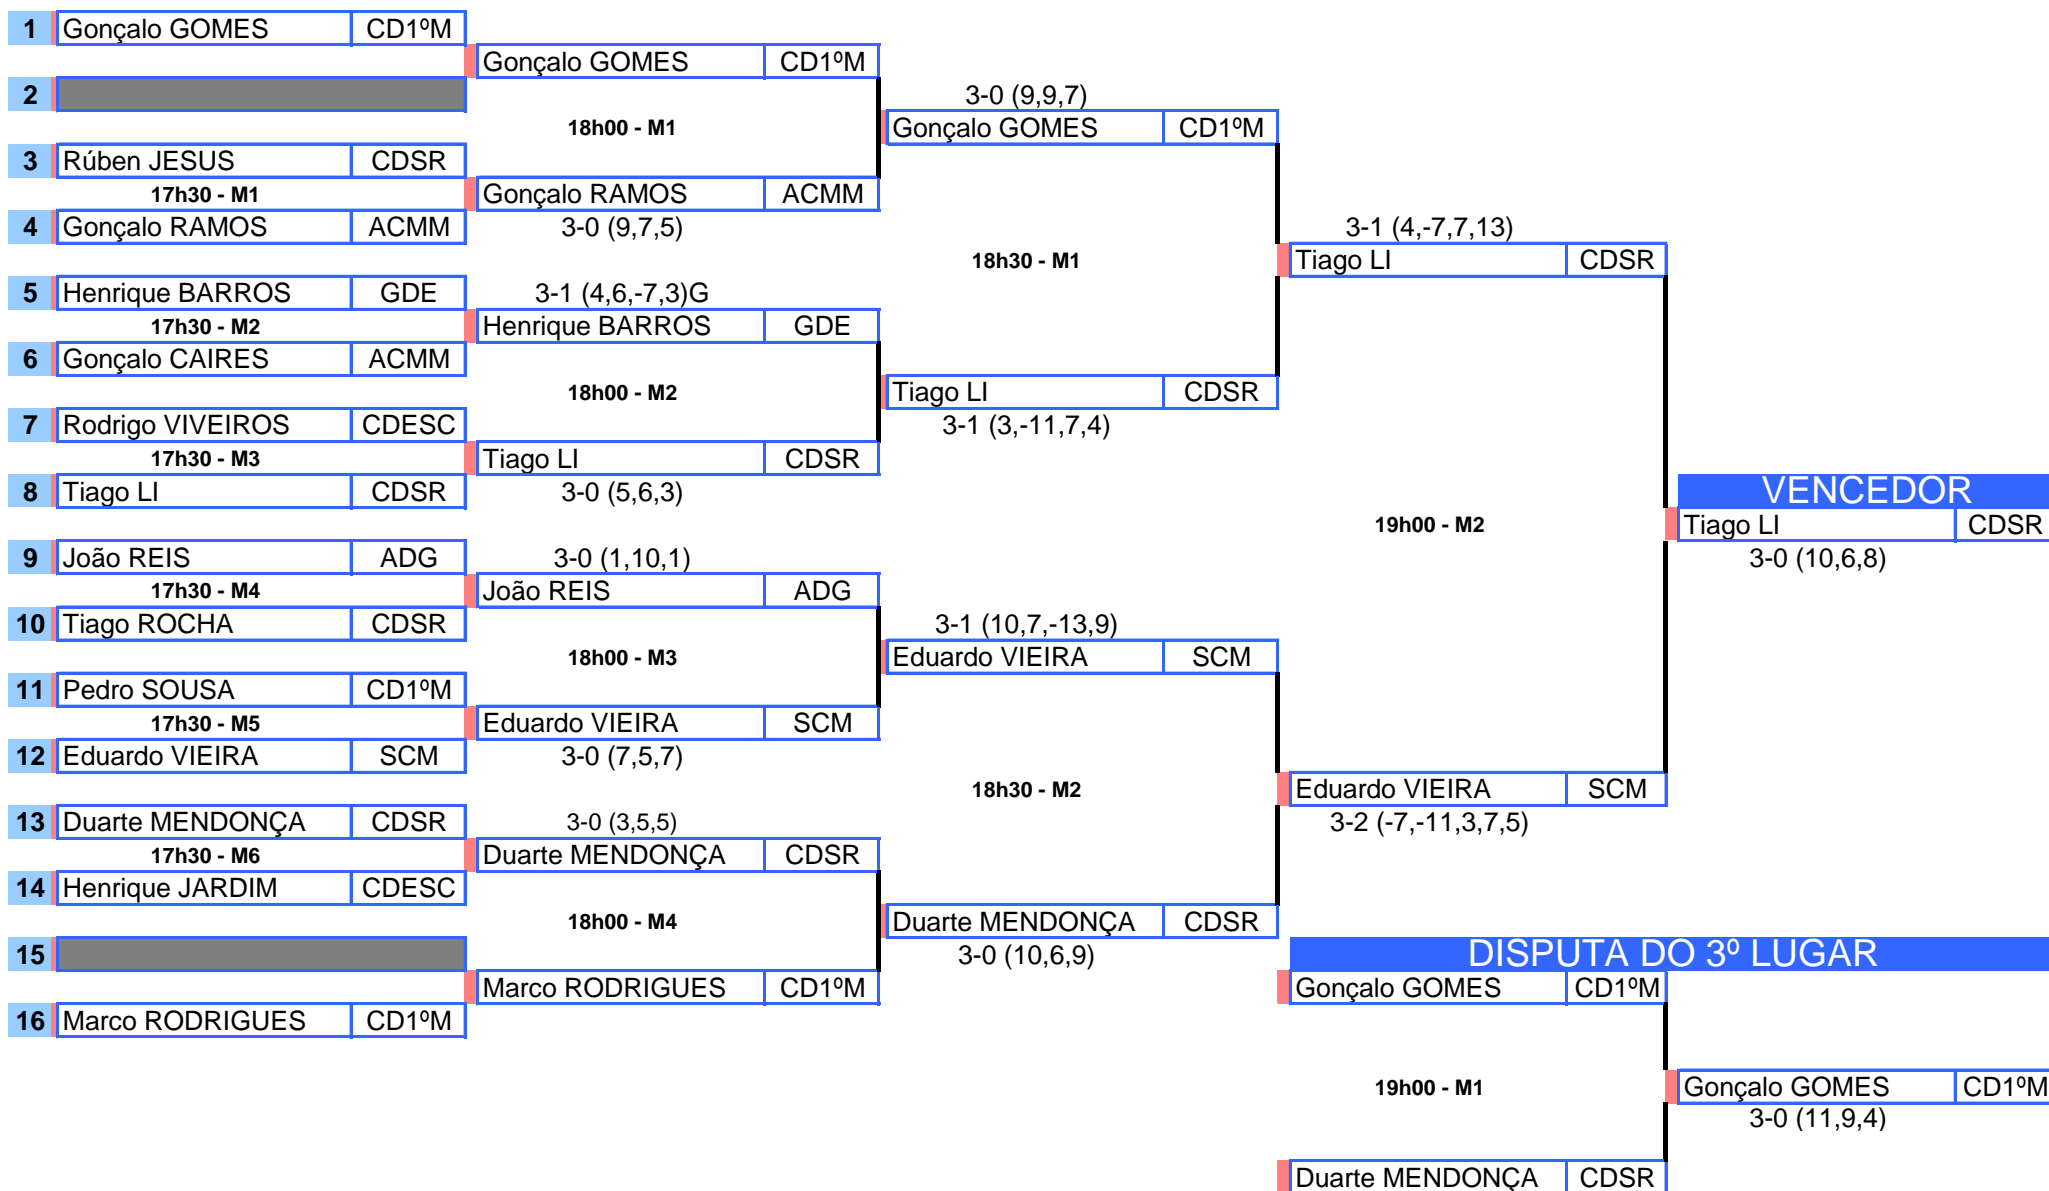 1 Gonçalo GOMES CD1ºM
Gonçalo GOMES CD1ºM
2 3-0 (9,9,7)
18h00 - M1 Gonçalo GOMES CD1ºM
3 Rúben JESUS CDSR
17h30 - M1 Gonçalo RAMOS ACMM
4 Gonçalo RAMOS ACMM 3-0 (9,7,5) 3-1 (4,-7,7,13)
18h30 - M1 Tiago LI CDSR
5 Henrique BARROS GDE 3-1 (4,6,-7,3)G
17h30 - M2 Henrique BARROS GDE
6 Gonçalo CAIRES ACMM
18h00 - M2 Tiago LI CDSR
7 Rodrigo VIVEIROS CDESC 3-1 (3,-11,7,4)
17h30 - M3 Tiago LI CDSR
8 Tiago LI CDSR 3-0 (5,6,3) VENCEDOR
19h00 - M2 Tiago LI CDSR
9 João REIS ADG 3-0 (1,10,1) 3-0 (10,6,8)
17h30 - M4 João REIS ADG
10 Tiago ROCHA CDSR 3-1 (10,7,-13,9)
18h00 - M3 Eduardo VIEIRA SCM
11 Pedro SOUSA CD1ºM
17h30 - M5 Eduardo VIEIRA SCM
12 Eduardo VIEIRA SCM 3-0 (7,5,7)
18h30 - M2 Eduardo VIEIRA SCM
13 Duarte MENDONÇA CDSR 3-0 (3,5,5) 3-2 (-7,-11,3,7,5)
17h30 - M6 Duarte MENDONÇA CDSR
14 Henrique JARDIM CDESC
18h00 - M4 Duarte MENDONÇA CDSR
15 3-0 (10,6,9) DISPUTA DO 3º LUGAR
Marco RODRIGUES CD1ºM Gonçalo GOMES CD1ºM
16 Marco RODRIGUES CD1ºM
19h00 - M1 Gonçalo GOMES CD1ºM
3-0 (11,9,4)
Duarte MENDONÇA CDSR